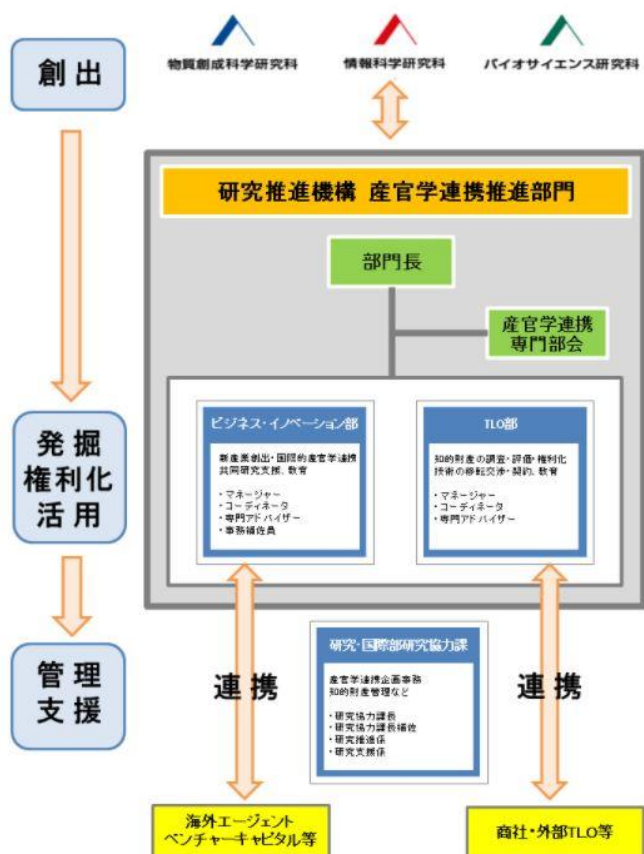 創出
物質創成科学研究科
情報科学研究科
バイオサイエンス研究科
研究推進機構 産官学連携推進部門
部門長
産官学連携
専門部会
発掘
権利化
活用
ビジネス・イノベーション部
新産業創出・国際的産官学連携
共同研究支援、教育
・マネージャー
・コーディネータ
・専門アドバイザー
・事務補佐員
TLO部
知的財産の調査・評価・権利化
技術の移転交渉・契約、教育
・マネージャー
・コーディネータ
・専門アドバイザー
管理
支援
連携
研究・国際部研究協力課
産官学連携企画事務
知的財産管理など
・研究協力課長
・研究協力課長補佐
・研究推進係
・研究支援係
連携
海外エージェント
ベンチャーキャピタル等
商社・外部TLO等